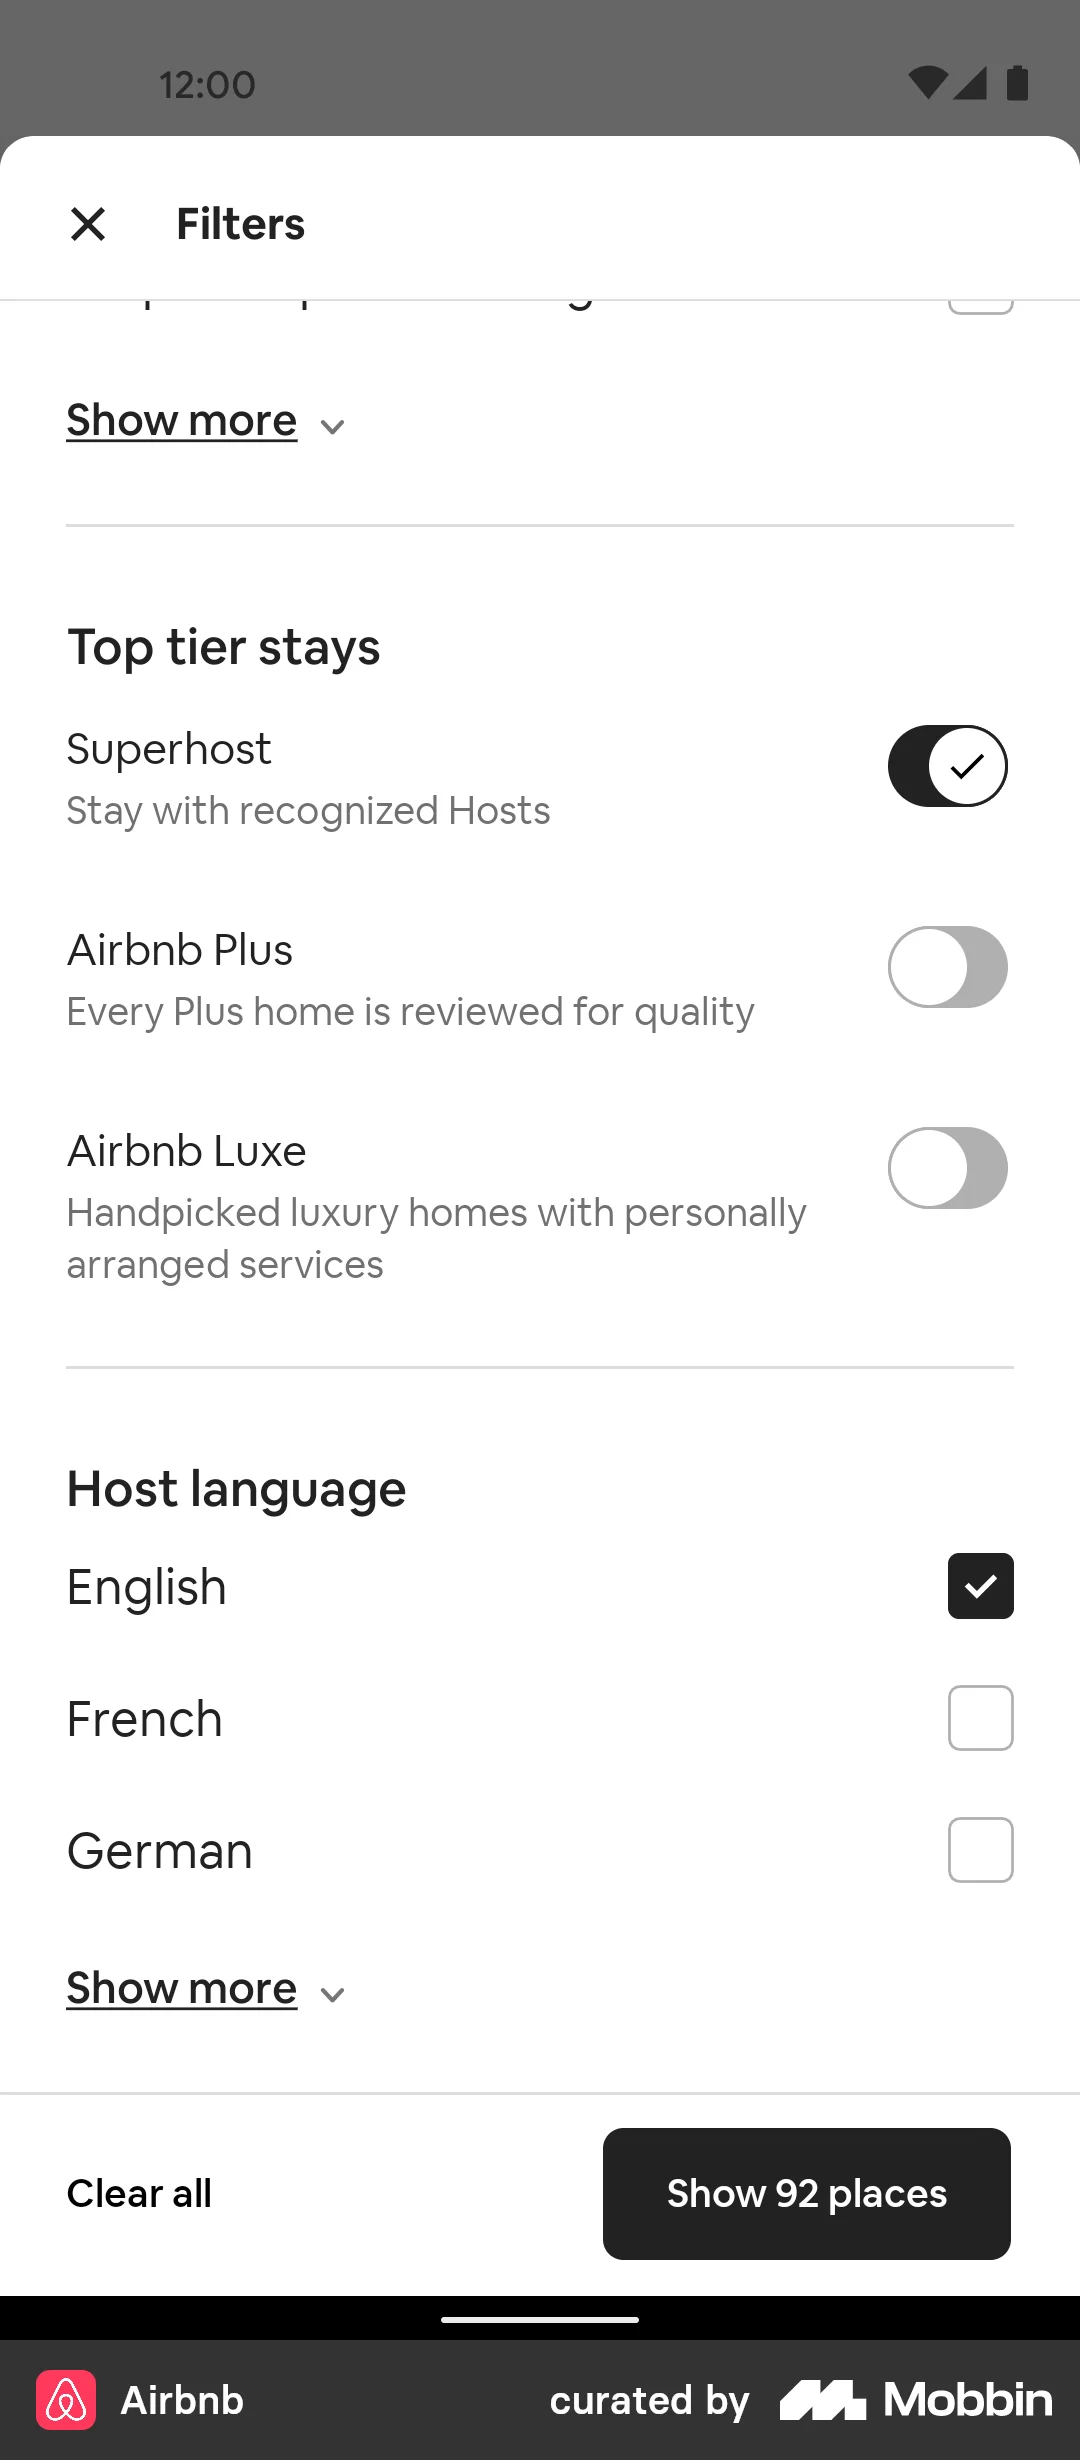 12:00
Filters
Show more
Top tier stays
Superhost
Stay with recognized Hosts
Airbnb Plus
Every Plus home is reviewed for quality
Airbnb Luxe
Handpicked luxury homes with personally
arranged services
Host language
English
French
German
Show more
Clear all
Show 92 places
Airbnb
curated by Mobbin